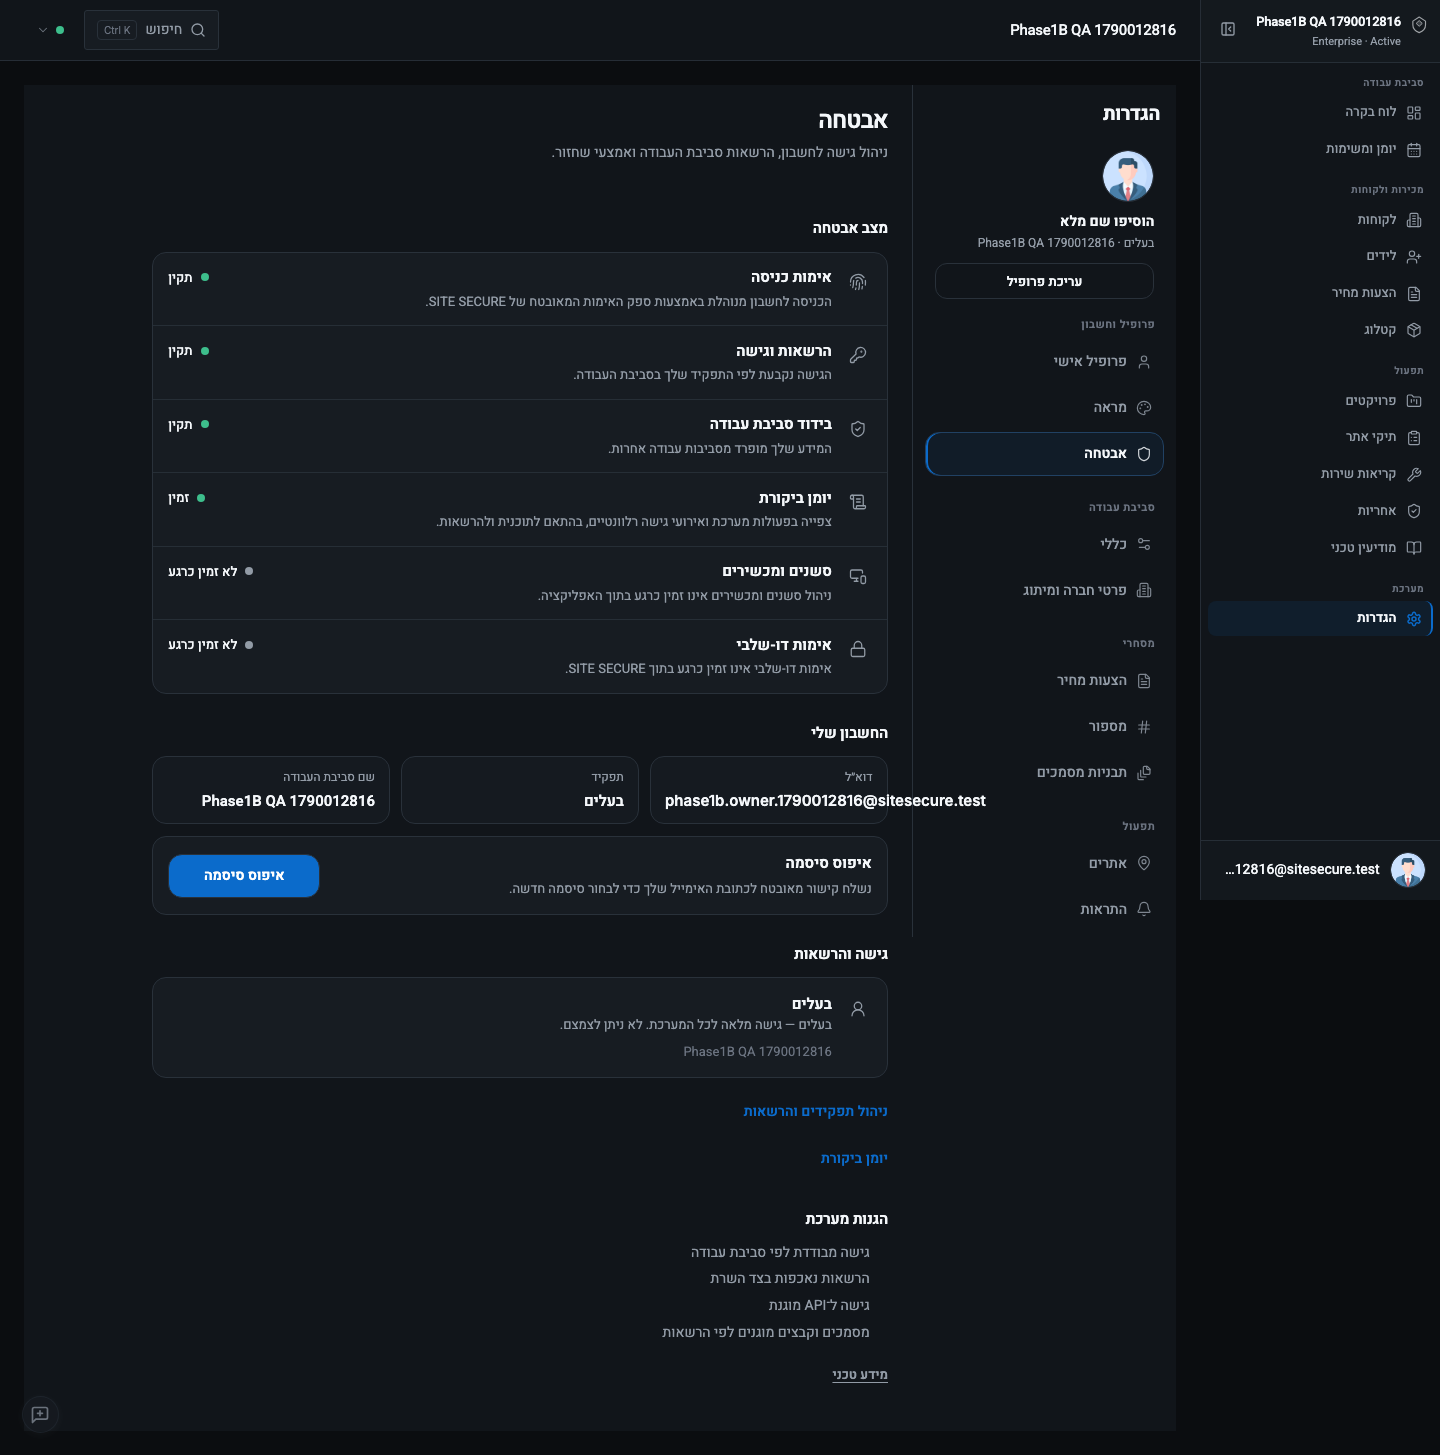 Phase1B QA 1790012816
Enterprise · Active
סביבת עבודה
לוח בקרה
יומן ומשימות
מכירות ולקוחות
לקוחות
לידים
הצעות מחיר
קטלוג
תפעול
פרויקטים
תיקי אתר
קריאות שירות
אחריות
מודיעין טכני
מערכת
הגדרות
...12816@sitesecure.test
Phase1B QA 1790012816
חיפוש Ctrl K
הגדרות
הוסיפו שם מלא
בעלים · Phase1B QA 1790012816
עריכת פרופיל
פרופיל וחשבון
פרופיל אישי
מראה
אבטחה
סביבת עבודה
כללי
פרטי חברה ומיתוג
מסחרי
הצעות מחיר
מספור
תבניות מסמכים
תפעול
אתרים
התראות
אבטחה
ניהול גישה לחשבון, הרשאות סביבת העבודה ואמצעי שחזור.
מצב אבטחה
אימות כניסה
תקין
הכניסה לחשבון מנוהלת באמצעות ספק האימות המאובטח של SITE SECURE.
הרשאות וגישה
תקין
הגישה נקבעת לפי התפקיד שלך בסביבת העבודה.
בידוד סביבת עבודה
תקין
המידע שלך מופרד מסביבות עבודה אחרות.
יומן ביקורת
זמין
צפייה בפעולות מערכת ואירועי גישה רלוונטיים, בהתאם לתוכנית ולהרשאות.
סשנים ומכשירים
לא זמין כרגע
ניהול סשנים ומכשירים אינו זמין כרגע בתוך האפליקציה.
אימות דו-שלבי
לא זמין כרגע
אימות דו-שלבי אינו זמין כרגע בתוך SITE SECURE.
החשבון שלי
דוא״ל
phase1b.owner.1790012816@sitesecure.test
תפקיד
בעלים
שם סביבת העבודה
Phase1B QA 1790012816
איפוס סיסמה
נשלח קישור מאובטח לכתובת האימייל שלך כדי לבחור סיסמה חדשה.
איפוס סיסמה
גישה והרשאות
בעלים
בעלים — גישה מלאה לכל המערכת. לא ניתן לצמצם.
Phase1B QA 1790012816
ניהול תפקידים והרשאות
יומן ביקורת
הגנות מערכת
גישה מבודדת לפי סביבת עבודה
הרשאות נאכפות בצד השרת
גישה ל־API מוגנת
מסמכים וקבצים מוגנים לפי הרשאות
מידע טכני